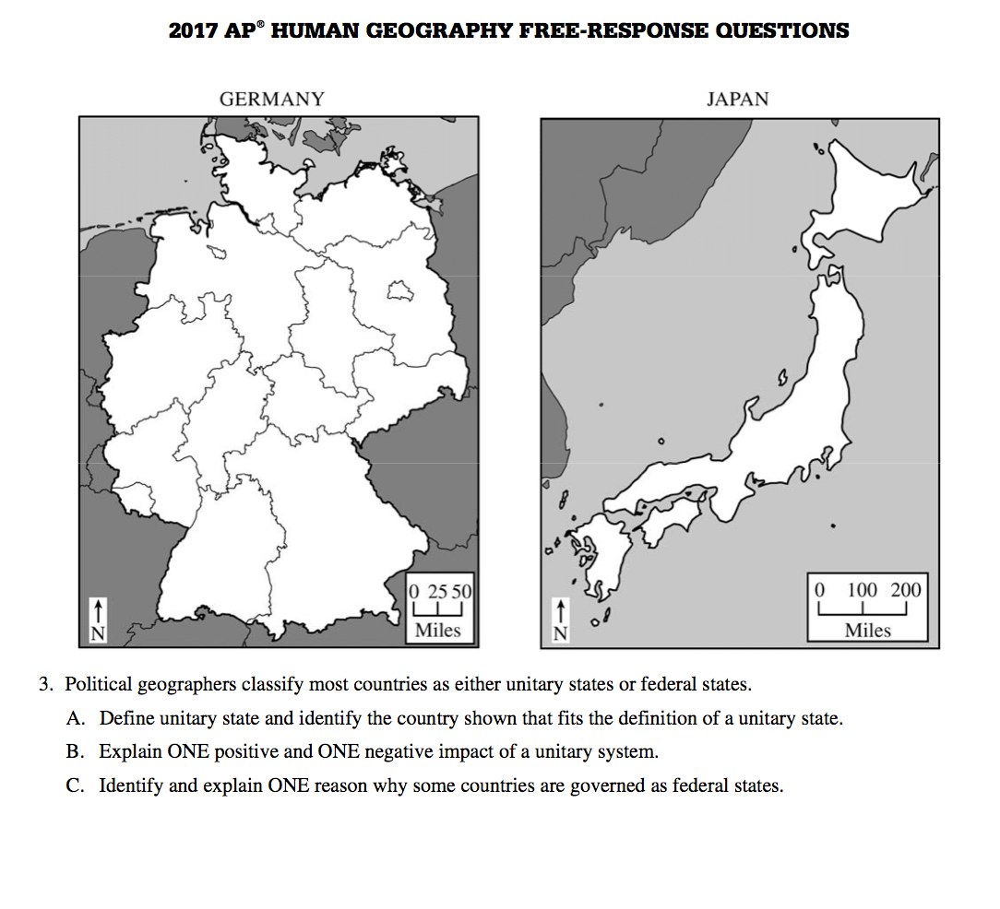 2017 AP® HUMAN GEOGRAPHY FREE-RESPONSE QUESTIONS
GERMANY
JAPAN
0 25 50
Miles
N
0 100 200
Miles
N
3. Political geographers classify most countries as either unitary states or federal states.
A. Define unitary state and identify the country shown that fits the definition of a unitary state.
B. Explain ONE positive and ONE negative impact of a unitary system.
C. Identify and explain ONE reason why some countries are governed as federal states.